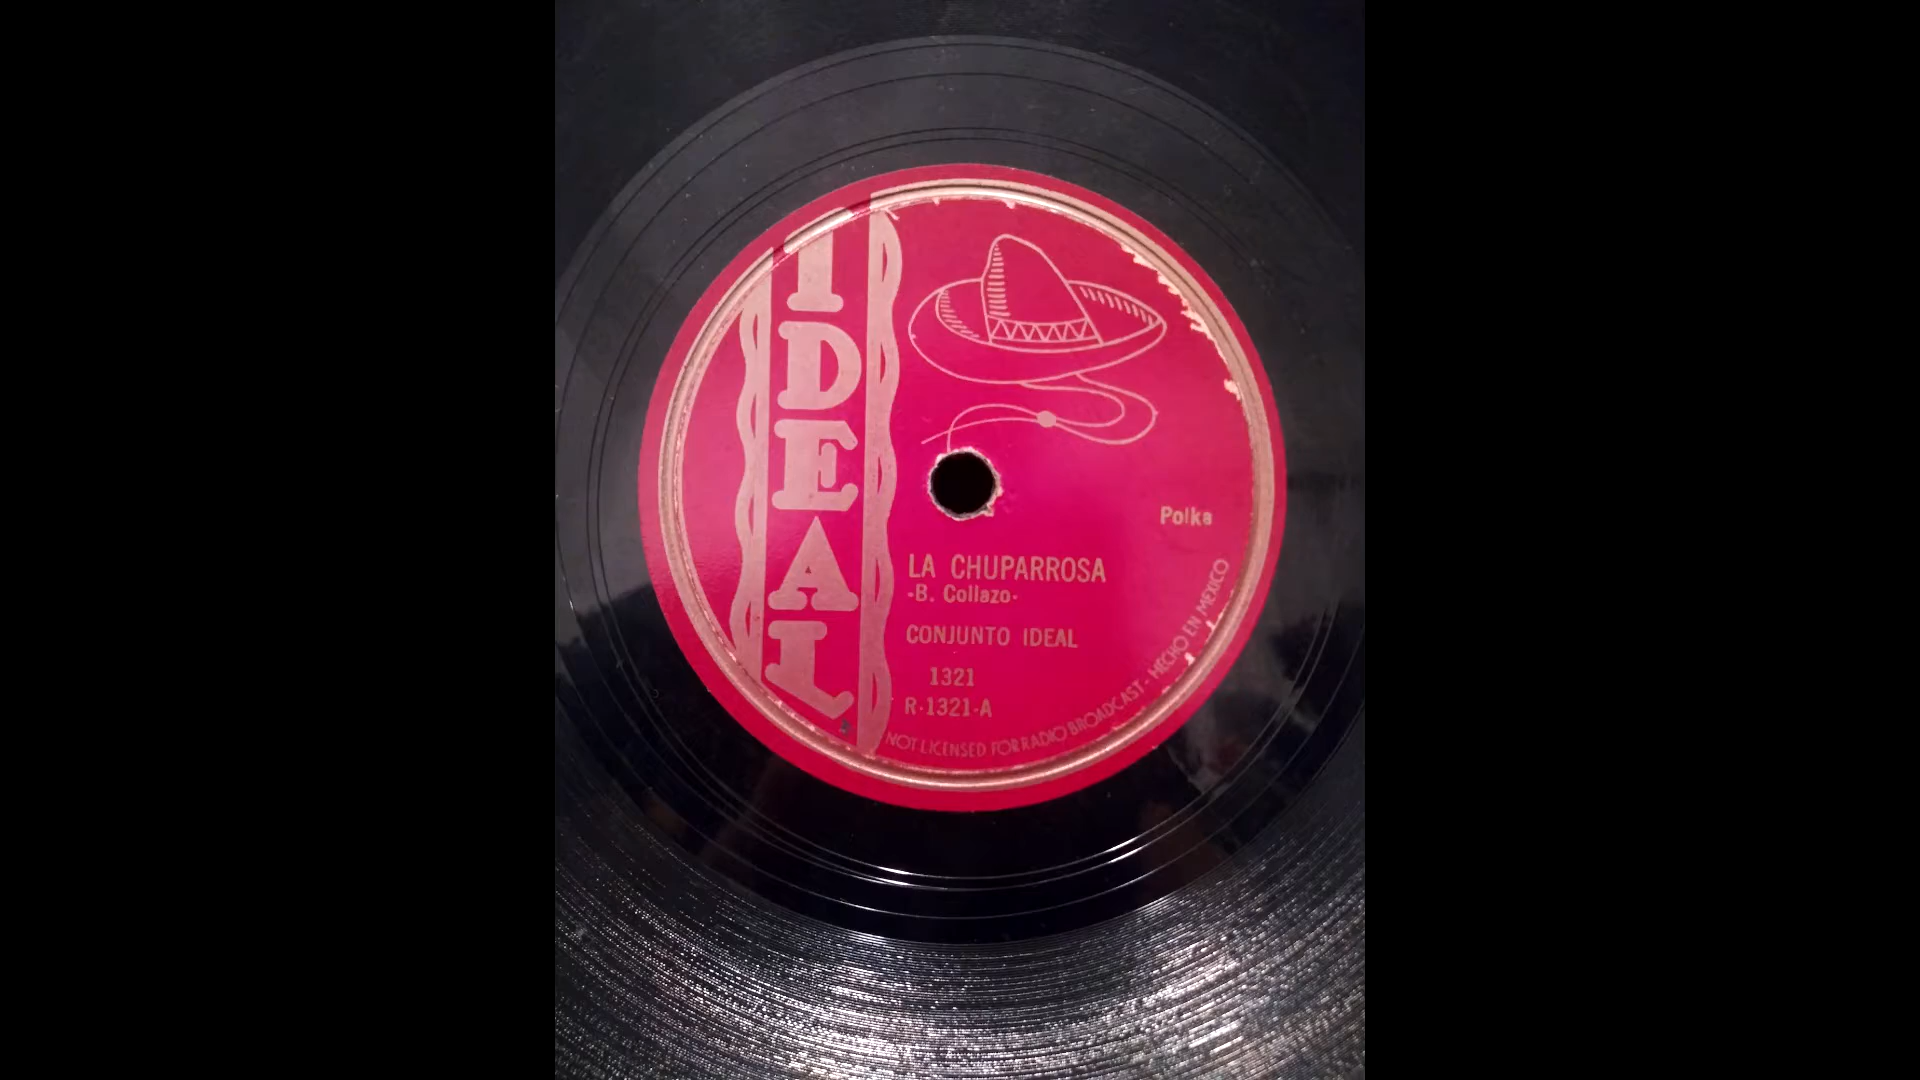 IDEAL
Polka
LA CHUPARROSA
-B. Collazo-
CONJUNTO IDEAL
1321
R-1321-A
NOT LICENSED FOR RADIO BROADCAST - HECHO EN MEXICO